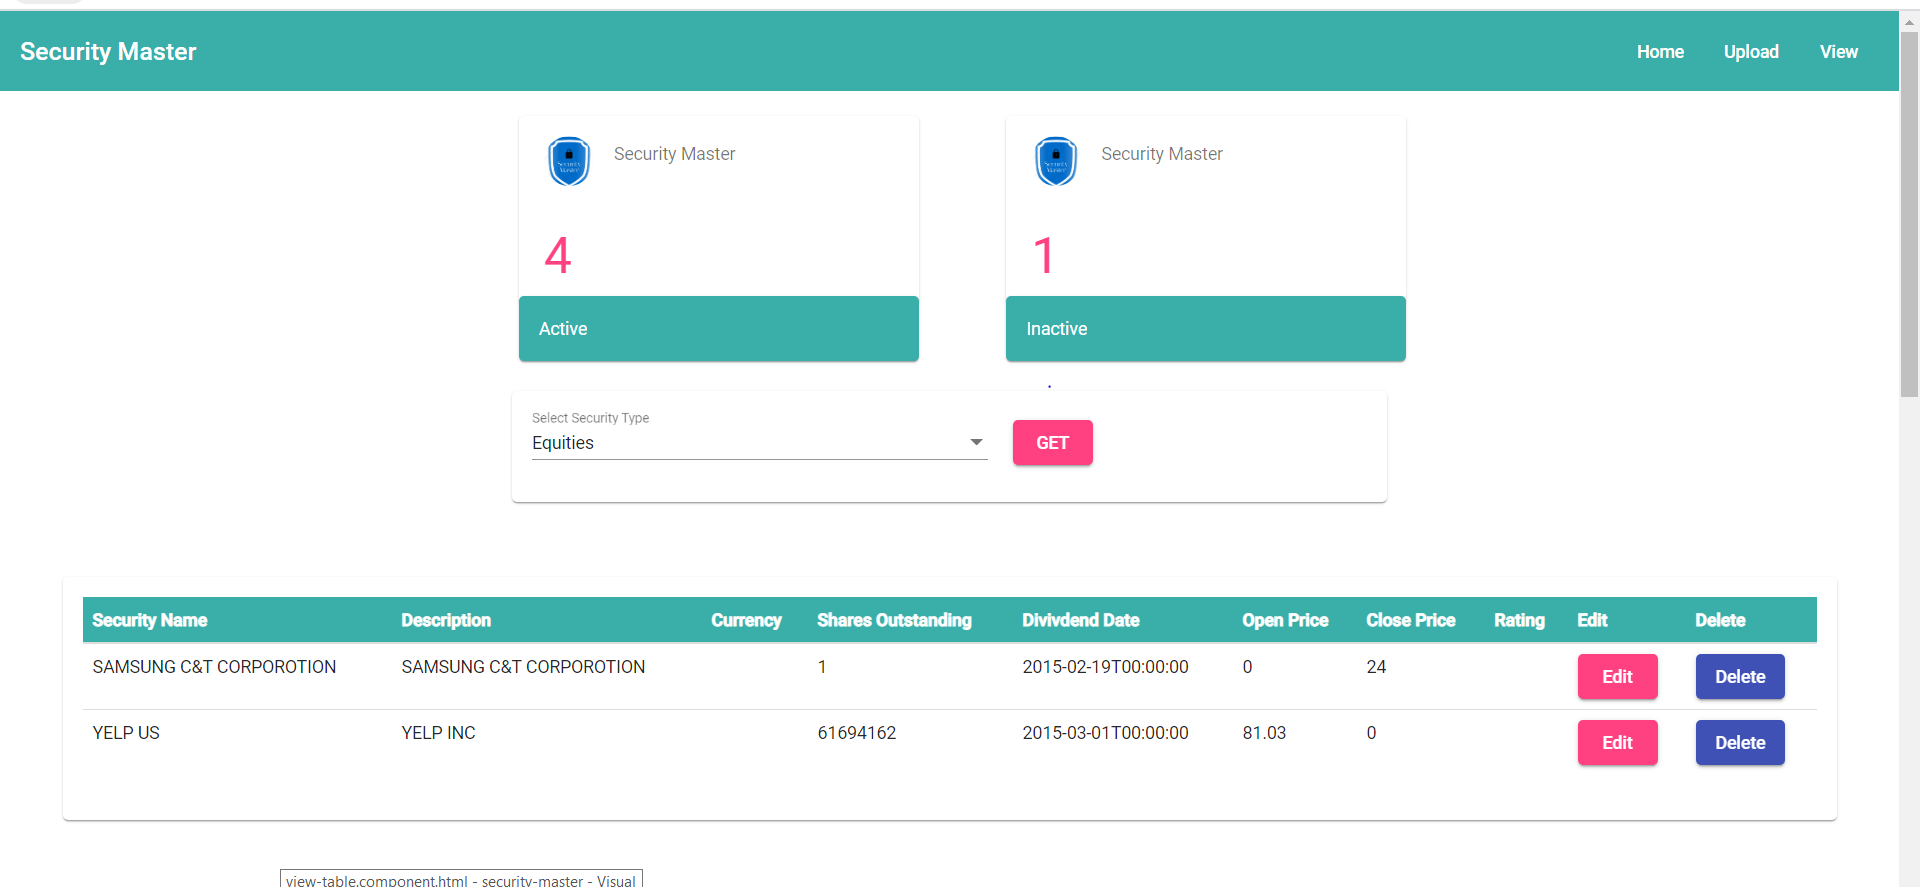 Security Master
Home Upload View
Security Master
Security Master
4
1
Active
Inactive
Select Security Type
Equities
GET
Security Name Description Currency Shares Outstanding Divivdend Date Open Price Close Price Rating Edit Delete
SAMSUNG C&T CORPOROTION SAMSUNG C&T CORPOROTION 1 2015-02-19T00:00:00 0 24 Edit Delete
YELP US YELP INC 61694162 2015-03-01T00:00:00 81.03 0 Edit Delete
view-table.component.html - security-master - Visual